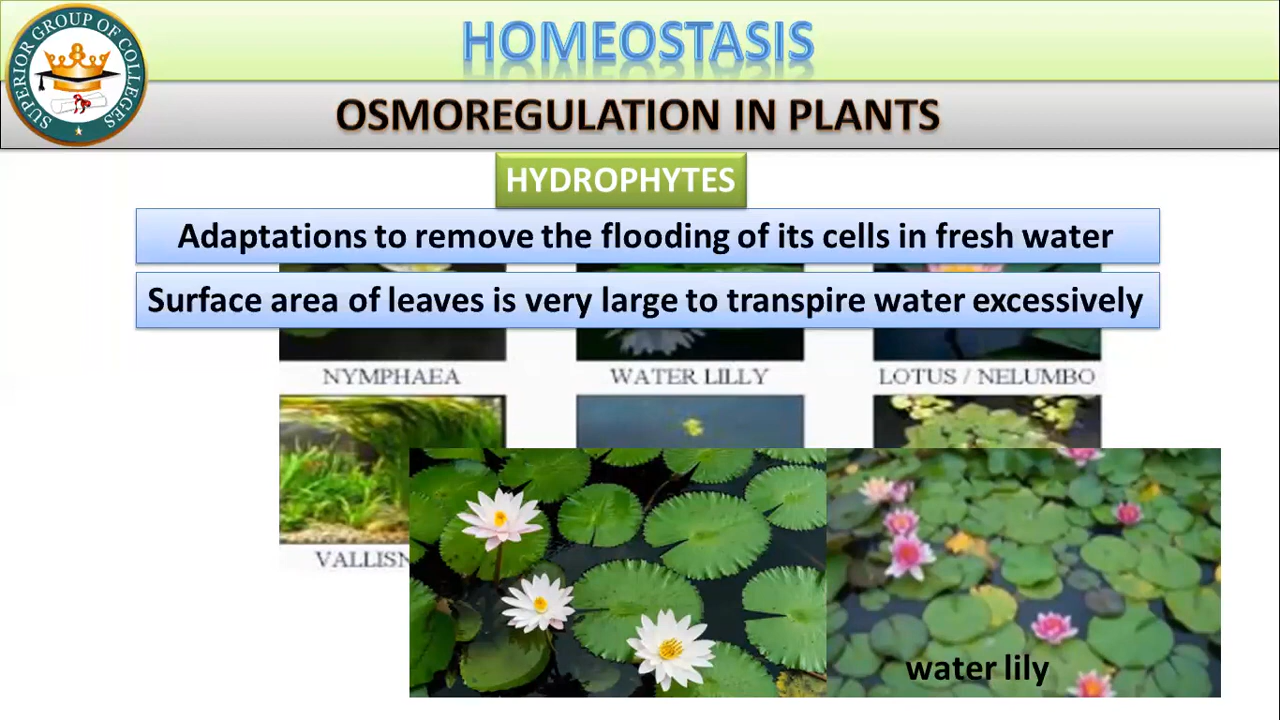 SUPERIOR GROUP OF COLLEGES
HOMEOSTASIS
OSMOREGULATION IN PLANTS
HYDROPHYTES
Adaptations to remove the flooding of its cells in fresh water
Surface area of leaves is very large to transpire water excessively
NYMPHAEA
WATER LILLY
LOTUS / NELUMBO
VALLISN
water lily